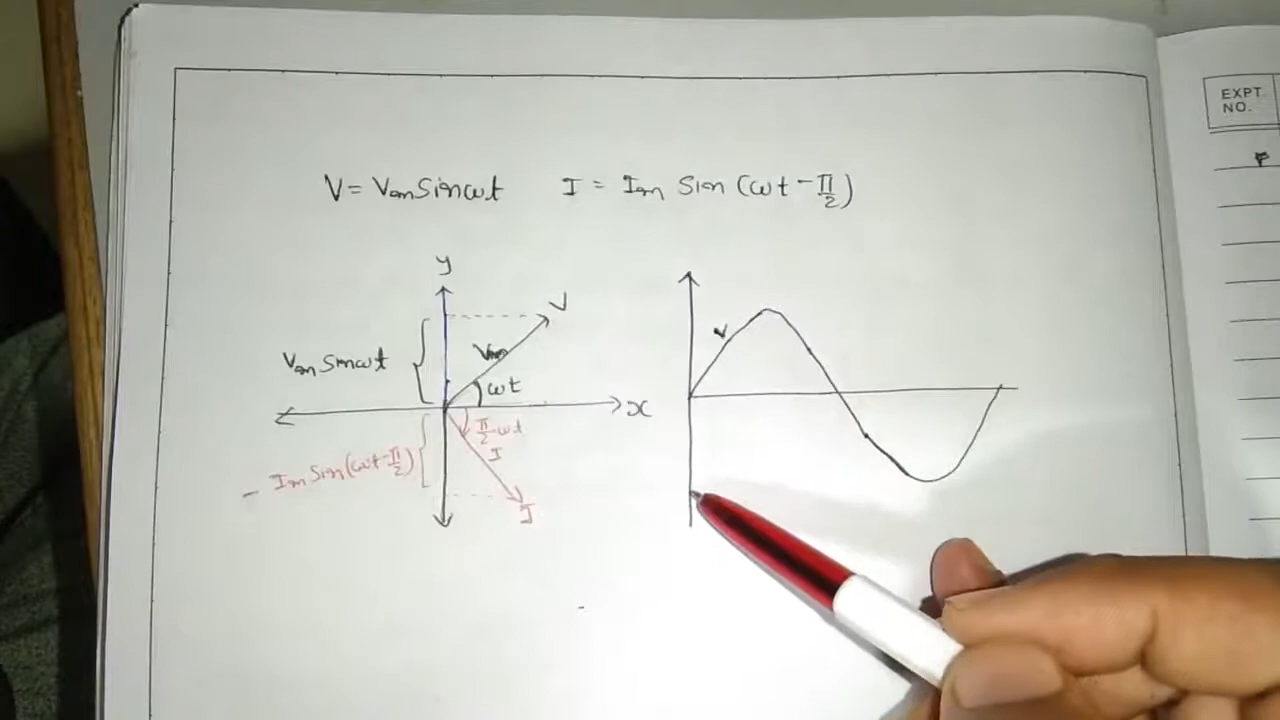 EXPT.
NO.
V = Vm Sinωt I = Im Sin (ωt - π/2)
y
V
Vm
Vm Sinωt
ωt
x
V
π/2 - ωt
I
- Im Sin(ωt - π/2)
I